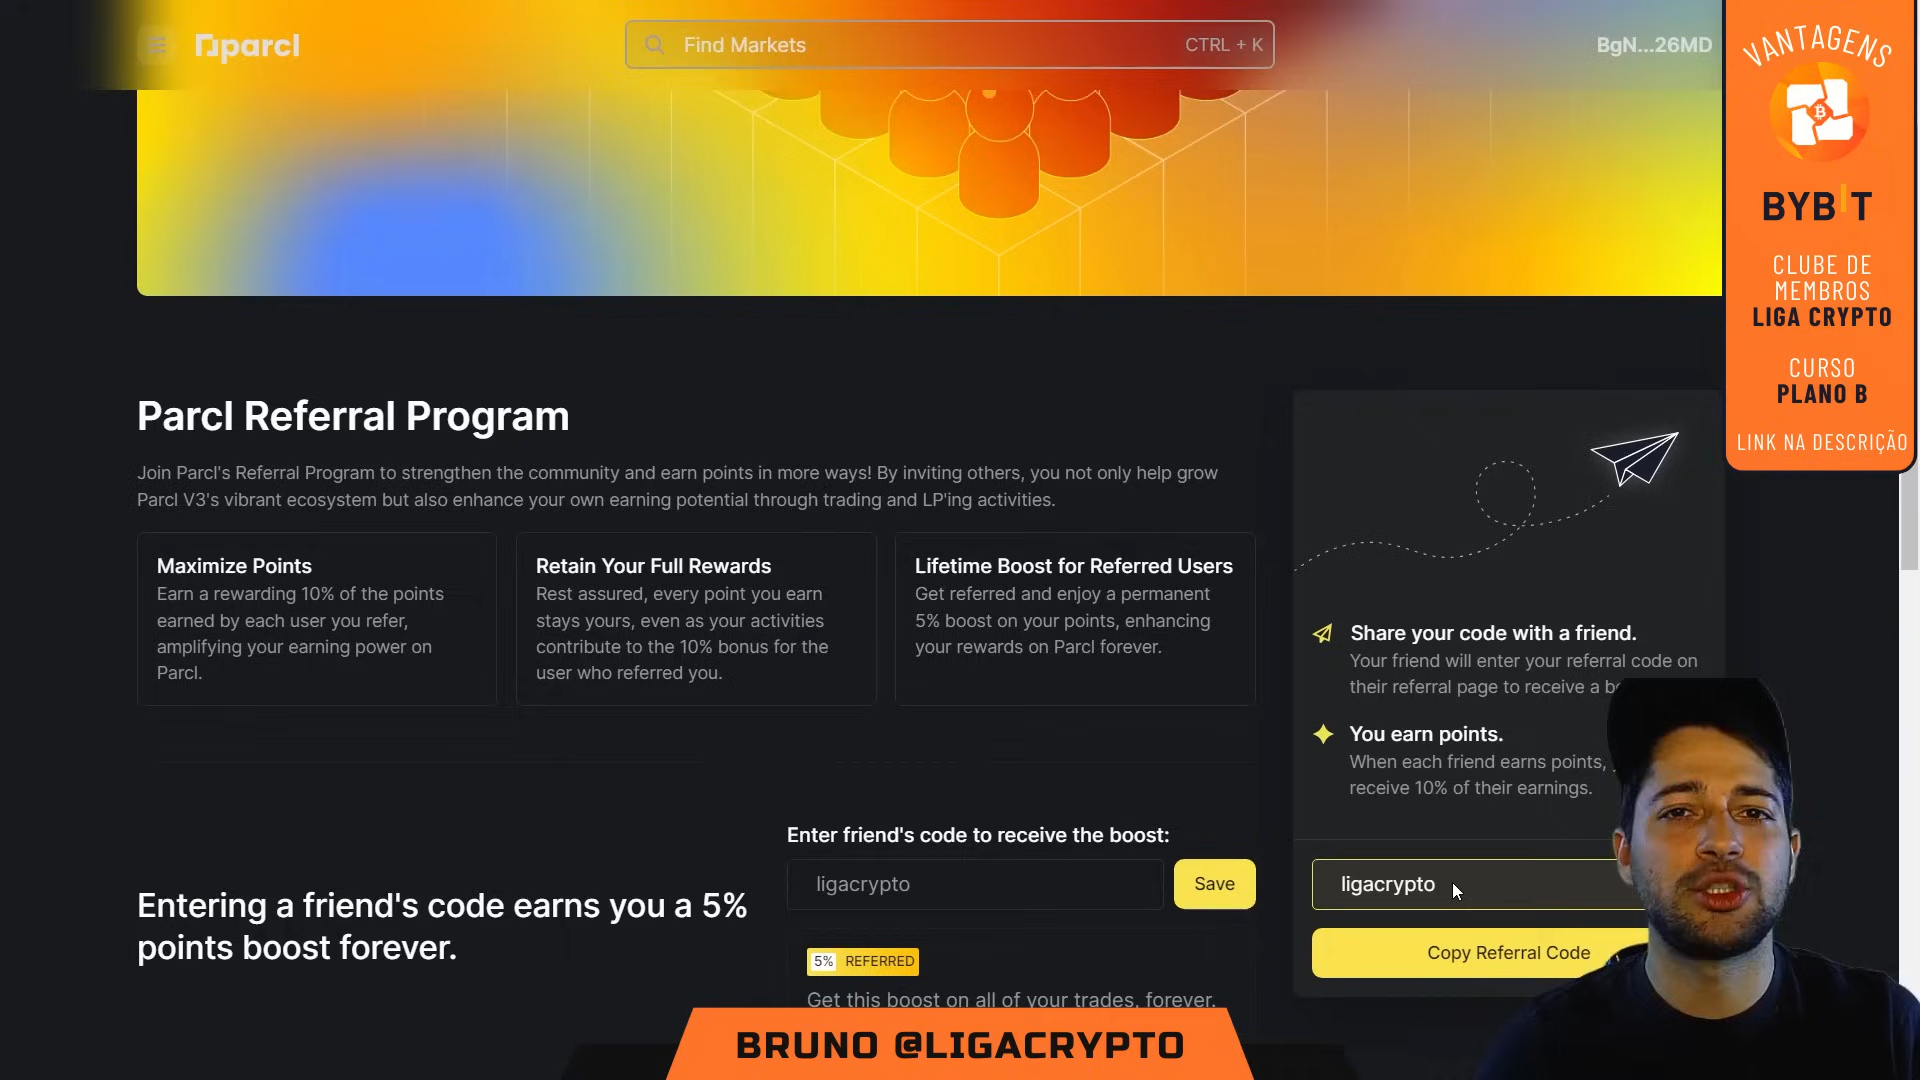 parcl
Find Markets
CTRL + K
BgN...26MD
VANTAGENS
BYBIT
CLUBE DE
MEMBROS
LIGA CRYPTO
CURSO
PLANO B
LINK NA DESCRIÇÃO
Parcl Referral Program
Join Parcl's Referral Program to strengthen the community and earn points in more ways! By inviting others, you not only help grow
Parcl V3's vibrant ecosystem but also enhance your own earning potential through trading and LP'ing activities.
Maximize Points
Earn a rewarding 10% of the points
earned by each user you refer,
amplifying your earning power on
Parcl.
Retain Your Full Rewards
Rest assured, every point you earn
stays yours, even as your activities
contribute to the 10% bonus for the
user who referred you.
Lifetime Boost for Referred Users
Get referred and enjoy a permanent
5% boost on your points, enhancing
your rewards on Parcl forever.
Share your code with a friend.
Your friend will enter your referral code on
their referral page to receive a
You earn points.
When each friend earns points,
receive 10% of their earnings.
ligacrypto
Copy Referral Code
Entering a friend's code earns you a 5%
points boost forever.
Enter friend's code to receive the boost:
ligacrypto
Save
5% REFERRED
Get this boost on all of your trades, forever.
BRUNO @LIGACRYPTO